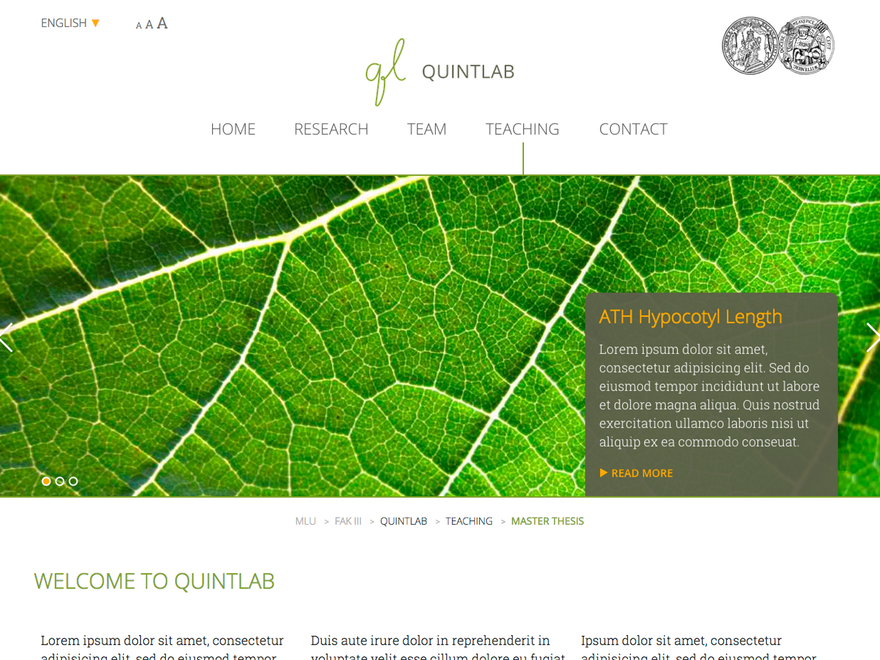 ENGLISH ▼
A A A
ql QUINTLAB
HOME RESEARCH TEAM TEACHING CONTACT
ATH Hypocotyl Length
Lorem ipsum dolor sit amet,
consectetur adipisicing elit. Sed do
eiusmod tempor incididunt ut labore
et dolore magna aliqua. Quis nostrud
exercitation ullamco laboris nisi ut
aliquip ex ea commodo conseuat.
▶ READ MORE
MLU > FAK III > QUINTLAB > TEACHING > MASTER THESIS
WELCOME TO QUINTLAB
Lorem ipsum dolor sit amet, consectetur
adipisicing elit, sed do eiusmod tempor
Duis aute irure dolor in reprehenderit in
voluptate velit esse cillum dolore eu fugiat
Ipsum dolor sit amet, consectetur
adipisicing elit, sed do eiusmod tempor